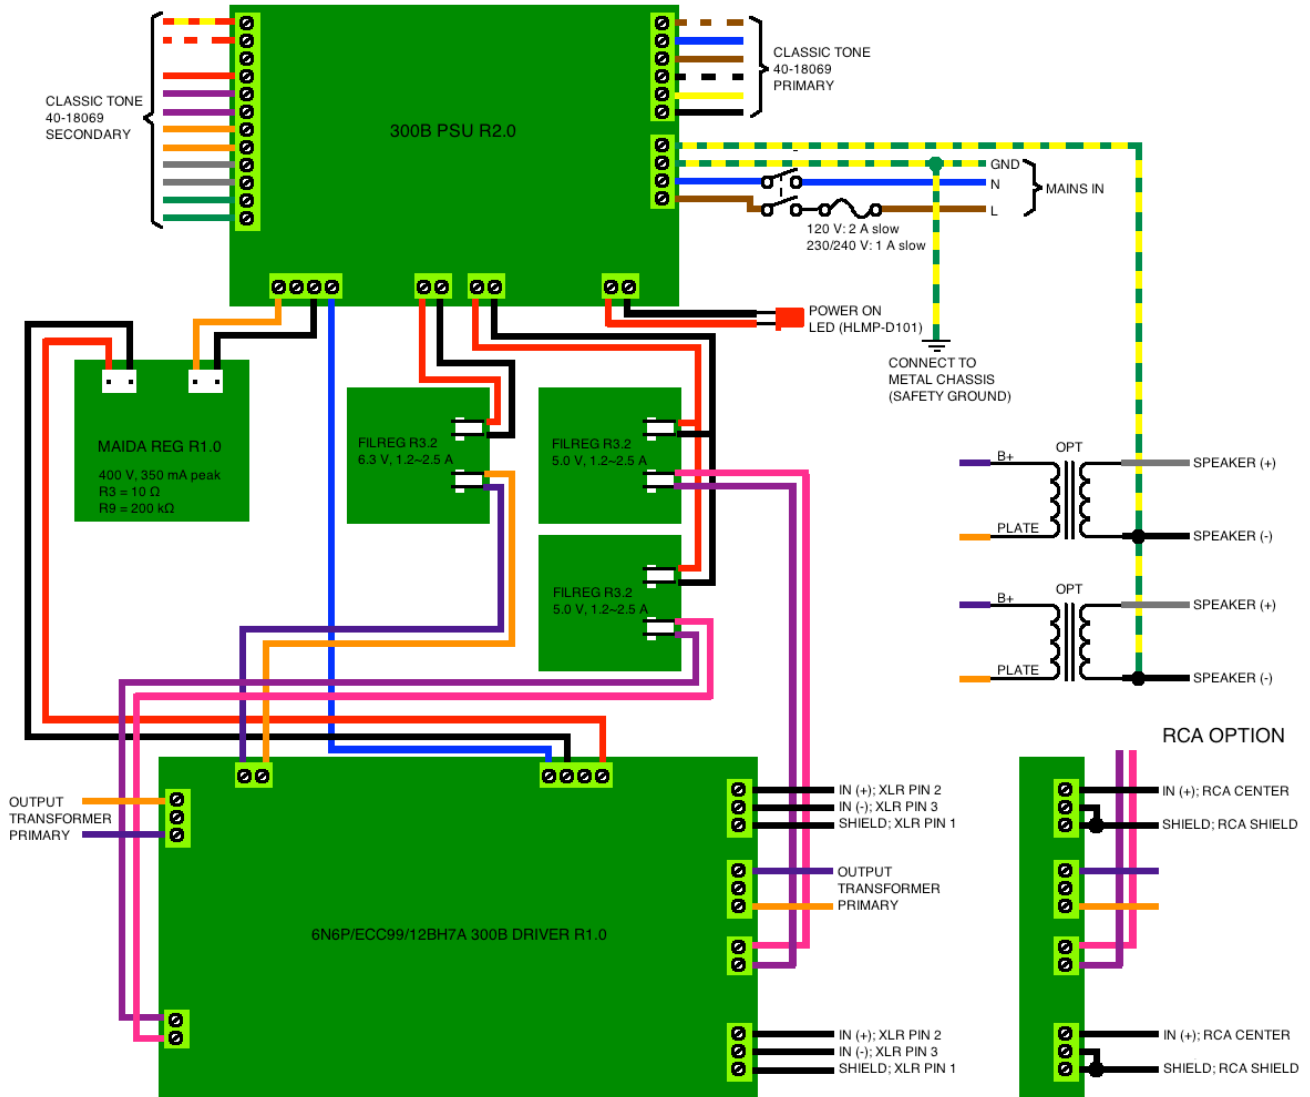 CLASSIC TONE
40-18069
SECONDARY
300B PSU R2.0
CLASSIC TONE
40-18069
PRIMARY
GND
N
L
MAINS IN
120 V: 2 A slow
230/240 V: 1 A slow
POWER ON
LED (HLMP-D101)
CONNECT TO
METAL CHASSIS
(SAFETY GROUND)
MAIDA REG R1.0
400 V, 350 mA peak
R3 = 10 Ω
R9 = 200 kΩ
FILREG R3.2
6.3 V, 1.2~2.5 A
FILREG R3.2
5.0 V, 1.2~2.5 A
FILREG R3.2
5.0 V, 1.2~2.5 A
OPT
B+
SPEAKER (+)
PLATE
SPEAKER (-)
OPT
B+
SPEAKER (+)
PLATE
SPEAKER (-)
OUTPUT
TRANSFORMER
PRIMARY
6N6P/ECC99/12BH7A 300B DRIVER R1.0
IN (+); XLR PIN 2
IN (-); XLR PIN 3
SHIELD; XLR PIN 1
OUTPUT
TRANSFORMER
PRIMARY
IN (+); XLR PIN 2
IN (-); XLR PIN 3
SHIELD; XLR PIN 1
RCA OPTION
IN (+); RCA CENTER
SHIELD; RCA SHIELD
IN (+); RCA CENTER
SHIELD; RCA SHIELD